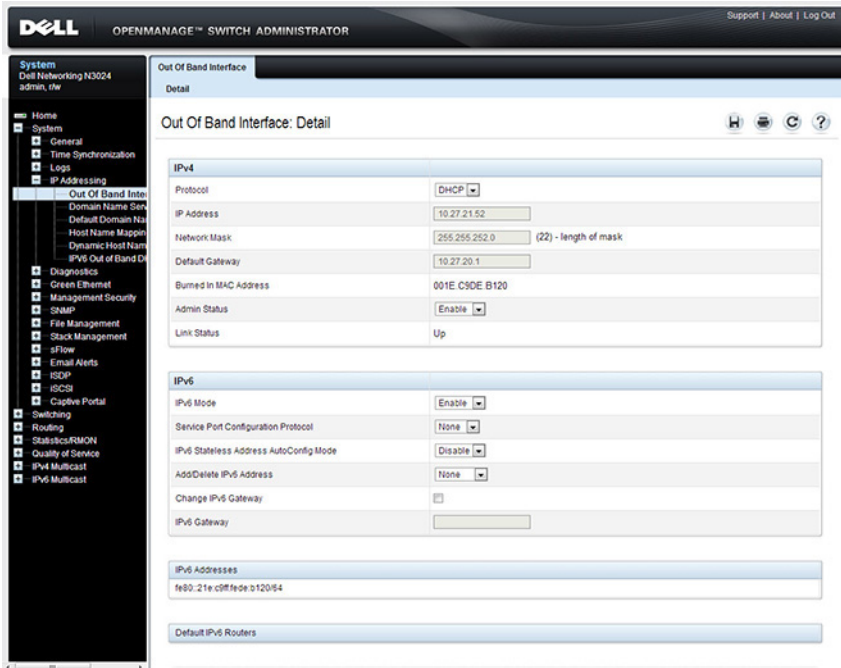 Support | About | Log Out
DELL OPENMANAGE™ SWITCH ADMINISTRATOR
System
Dell Networking N3024
admin, r/w
Home
System
General
Time Synchronization
Logs
IP Addressing
Out Of Band Inte
Domain Name Serv
Default Domain Na
Host Name Mappin
Dynamic Host Nam
IPV6 Out of Band D
Diagnostics
Green Ethernet
Management Security
SNMP
File Management
Stack Management
sFlow
Email Alerts
ISDP
iSCSI
Captive Portal
Switching
Routing
Statistics/RMON
Quality of Service
IPv4 Multicast
IPv6 Multicast
Out Of Band Interface
Detail
Out Of Band Interface: Detail
IPv4
Protocol DHCP
IP Address 10.27.21.52
Network Mask 255.255.252.0 (22) - length of mask
Default Gateway 10.27.20.1
Burned In MAC Address 001E.C9DE.B120
Admin Status Enable
Link Status Up
IPv6
IPv6 Mode Enable
Service Port Configuration Protocol None
IPv6 Stateless Address AutoConfig Mode Disable
Add/Delete IPv6 Address None
Change IPv6 Gateway
IPv6 Gateway
IPv6 Addresses
fe80::21e:c9ff:fede:b120/64
Default IPv6 Routers